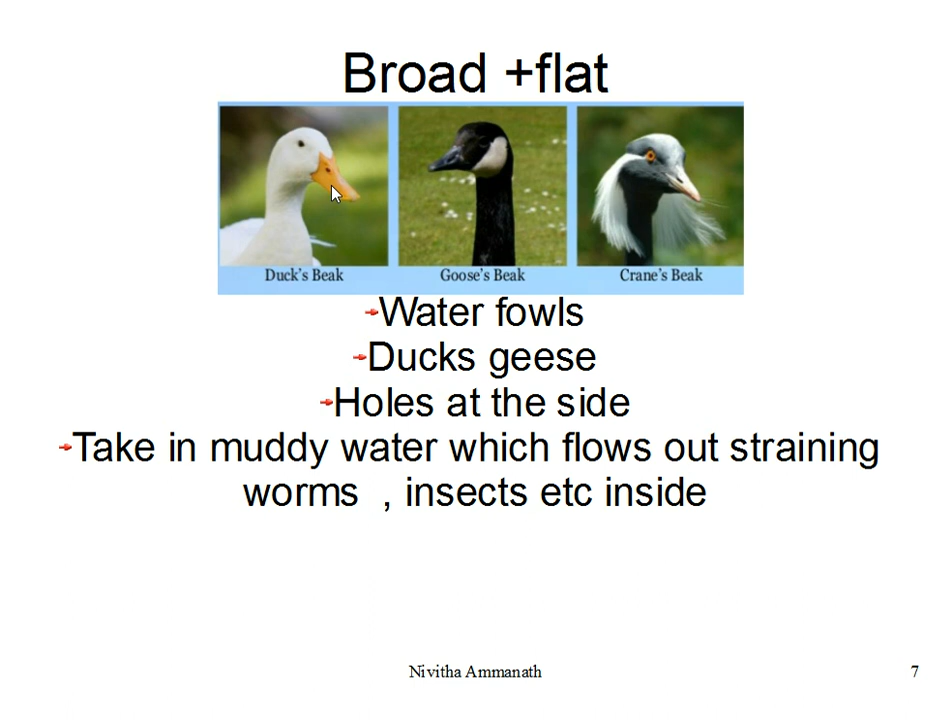 Broad +flat
Duck's Beak
Goose's Beak
Crane's Beak
Water fowls
Ducks geese
Holes at the side
Take in muddy water which flows out straining
worms , insects etc inside
Nivitha Ammanath
7